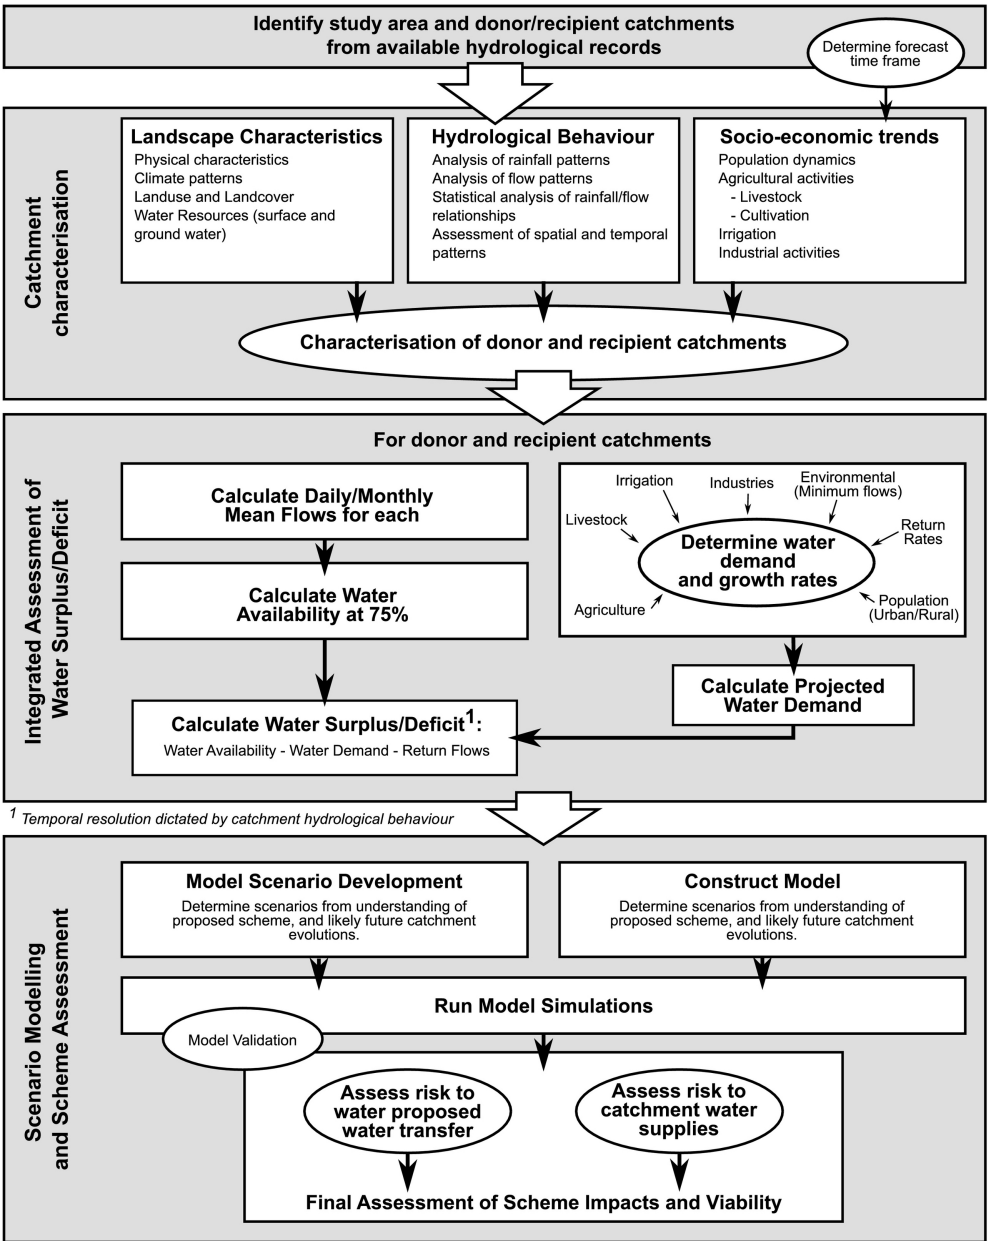 Identify study area and donor/recipient catchments
from available hydrological records
Determine forecast
time frame
Catchment
characterisation
Landscape Characteristics
Physical characteristics
Climate patterns
Landuse and Landcover
Water Resources (surface and
ground water)
Hydrological Behaviour
Analysis of rainfall patterns
Analysis of flow patterns
Statistical analysis of rainfall/flow
relationships
Assessment of spatial and temporal
patterns
Socio-economic trends
Population dynamics
Agricultural activities
- Livestock
- Cultivation
Irrigation
Industrial activities
Characterisation of donor and recipient catchments
Integrated Assessment of
Water Surplus/Deficit
For donor and recipient catchments
Calculate Daily/Monthly
Mean Flows for each
Calculate Water
Availability at 75%
Calculate Water Surplus/Deficit1:
Water Availability - Water Demand - Return Flows
Irrigation
Industries
Environmental
(Minimum flows)
Livestock
Return
Rates
Determine water
demand
and growth rates
Agriculture
Population
(Urban/Rural)
Calculate Projected
Water Demand
1 Temporal resolution dictated by catchment hydrological behaviour
Scenario Modelling
and Scheme Assessment
Model Scenario Development
Determine scenarios from understanding of
proposed scheme, and likely future catchment
evolutions.
Construct Model
Determine scenarios from understanding of
proposed scheme, and likely future catchment
evolutions.
Run Model Simulations
Model Validation
Assess risk to
water proposed
water transfer
Assess risk to
catchment water
supplies
Final Assessment of Scheme Impacts and Viability